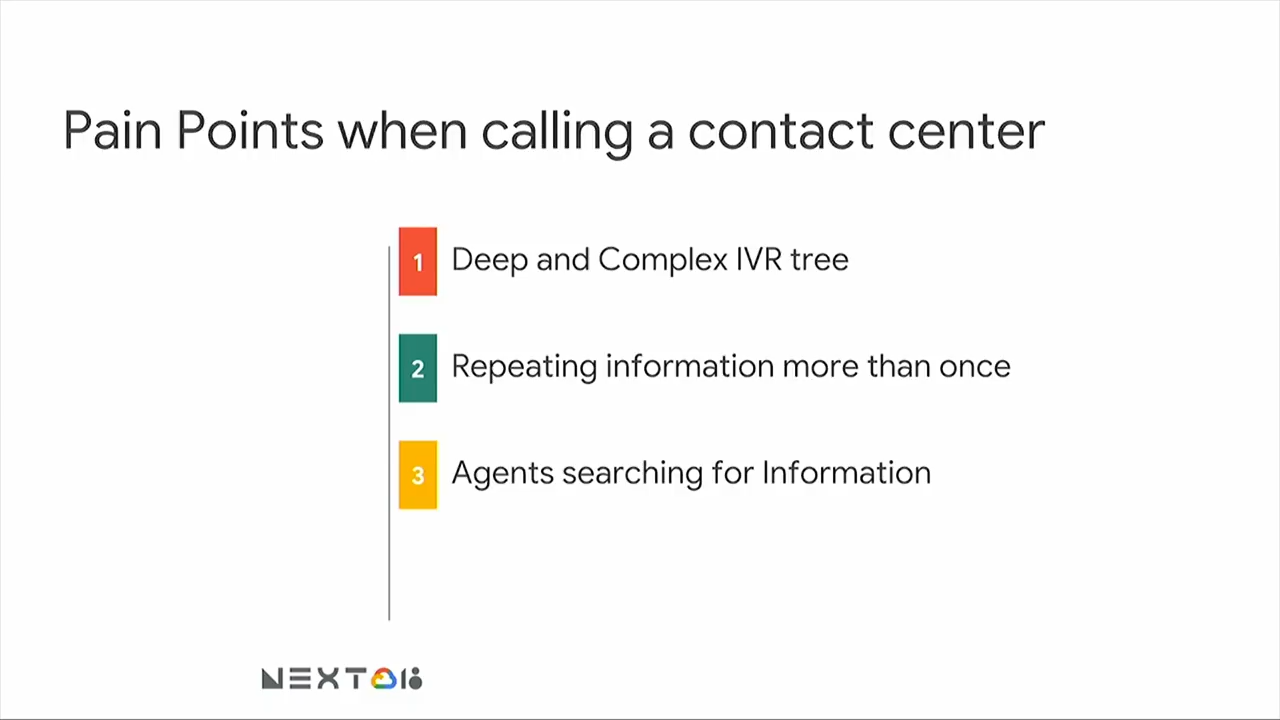 Pain Points when calling a contact center
1 Deep and Complex IVR tree
2 Repeating information more than once
3 Agents searching for Information
NEXT 18